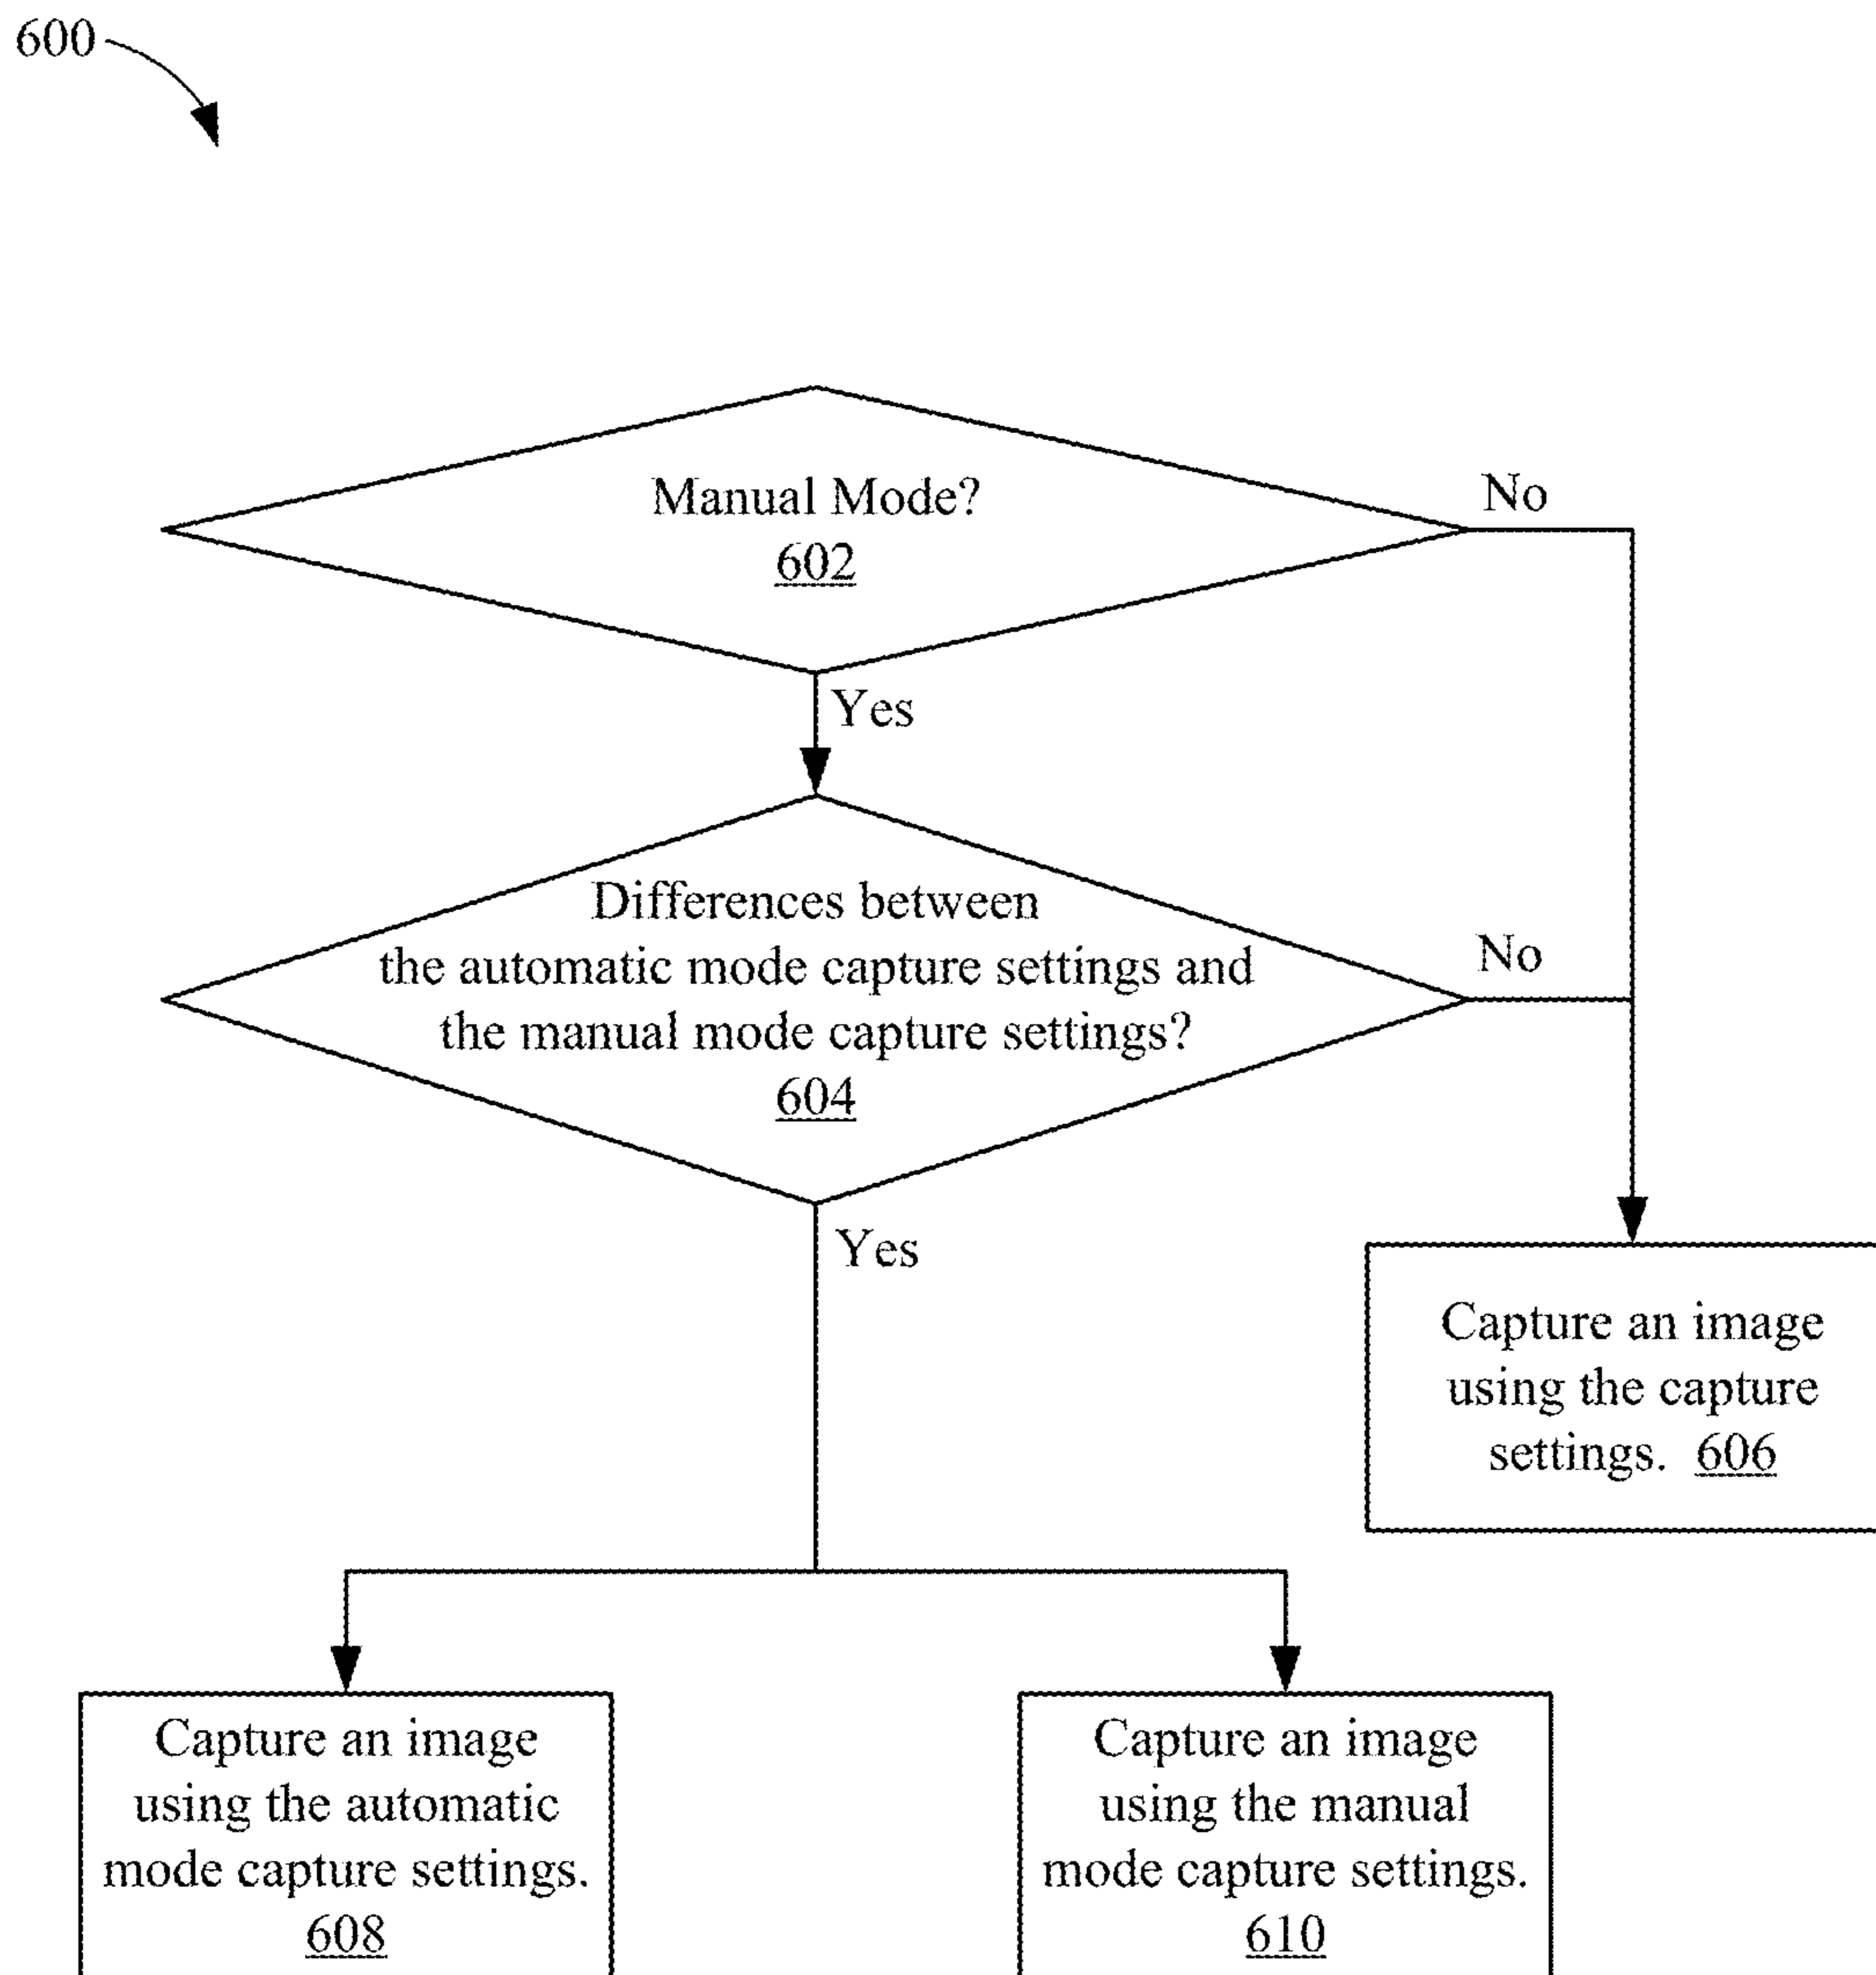 600
Manual Mode?
602
No
Yes
Differences between
the automatic mode capture settings and
the manual mode capture settings?
604
No
Yes
Capture an image
using the capture
settings. 606
Capture an image
using the automatic
mode capture settings.
608
Capture an image
using the manual
mode capture settings.
610